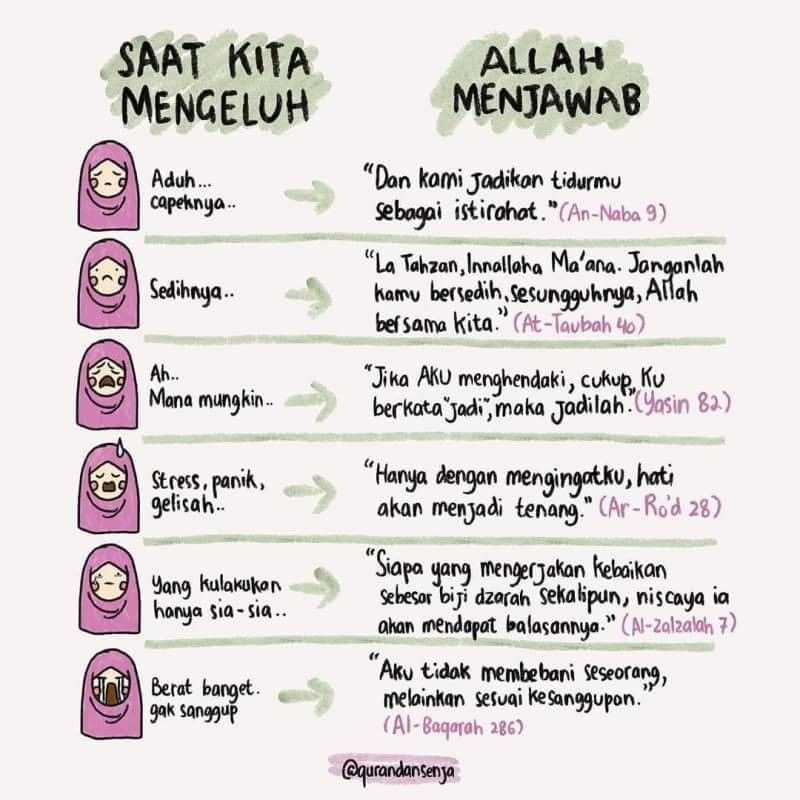 SAAT KITA
MENGELUH
ALLAH
MENJAWAB
Aduh...
capeknya..
"Dan kami jadikan tidurmu
sebagai istirohat." (An-Naba 9)
Sedihnya..
"La Tahzan, Innallaha Ma'ana. Janganlah
kamu bersedih, sesungguhnya, Allah
bersama kita." (At-Taubah 40)
Ah..
Mana mungkin..
"Jika AKU menghendaki, cukup Ku
berkata "jadi", maka jadilah". (Yasin 82)
Stress, panik,
gelisah..
"Hanya dengan mengingatku, hati
akan menjadi tenang." (Ar-Ro'd 28)
Yang kulakukan
hanya sia-sia..
"Siapa yang mengerjakan kebaikan
sebesar biji dzarah sekalipun, niscaya ia
akan mendapat balasannya." (Al-Zalzalah 7)
Berat banget.
gak sanggup
"Aku tidak membebani seseorang,
melainkan sesuai kesanggupan."
(Al-Baqarah 286)
@qurandansenja